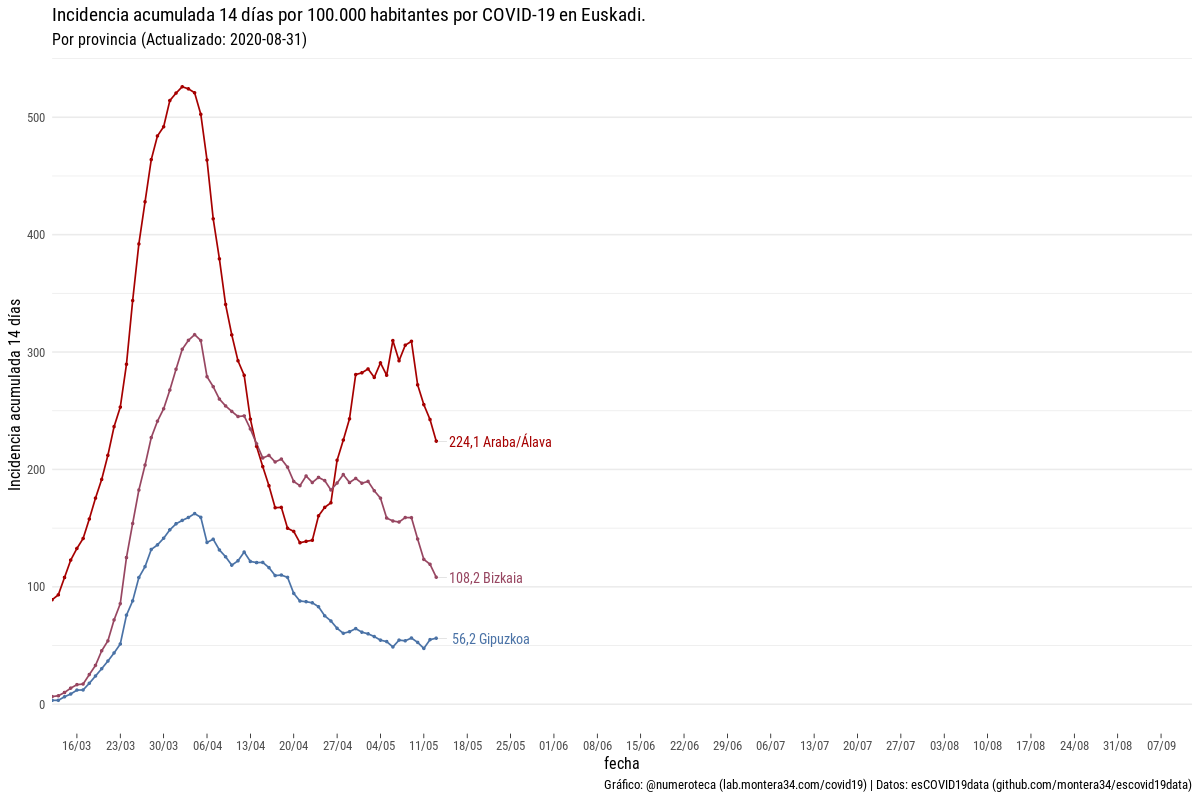 Incidencia acumulada 14 días por 100.000 habitantes por COVID-19 en Euskadi.
Por provincia (Actualizado: 2020-08-31)
Incidencia acumulada 14 días
500
400
300
200
100
0
224,1 Araba/Álava
108,2 Bizkaia
56,2 Gipuzkoa
16/03 23/03 30/03 06/04 13/04 20/04 27/04 04/05 11/05 18/05 25/05 01/06 08/06 15/06 22/06 29/06 06/07 13/07 20/07 27/07 03/08 10/08 17/08 24/08 31/08 07/09
fecha
Gráfico: @numeroteca (lab.montera34.com/covid19) | Datos: esCOVID19data (github.com/montera34/escovid19data)